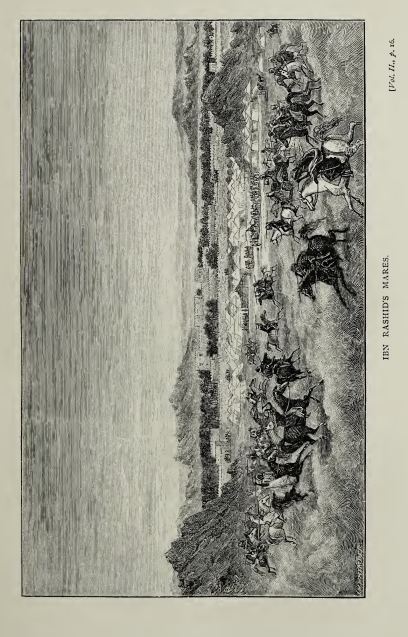 [Vol. II., p. 16.
IBN RASHID'S MARES.